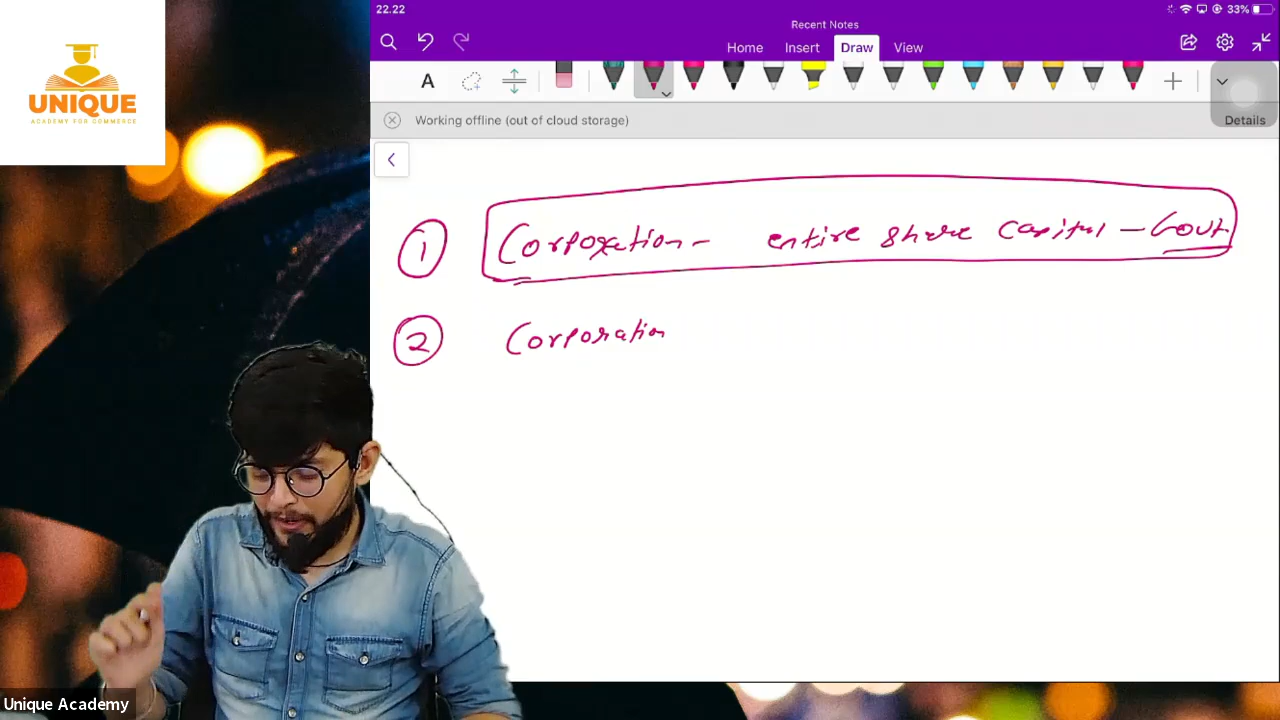 UNIQUE
ACADEMY FOR COMMERCE
22.22
33%
Recent Notes
Home Insert Draw View
A
Working offline (out of cloud storage)
Details
1 Corporation - entire share capital - Govt.
2 Corporation
Unique Academy